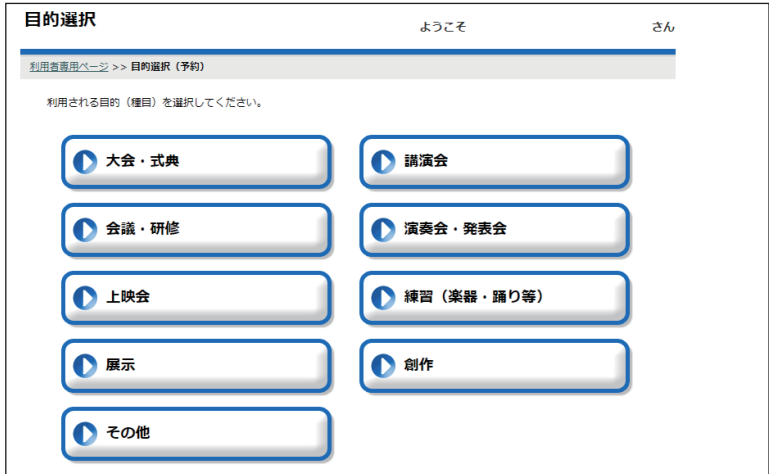 目的選択
ようこそ さん
利用者専用ページ >> 目的選択（予約）
利用される目的（種目）を選択してください。
大会・式典
講演会
会議・研修
演奏会・発表会
上映会
練習（楽器・踊り等）
展示
創作
その他